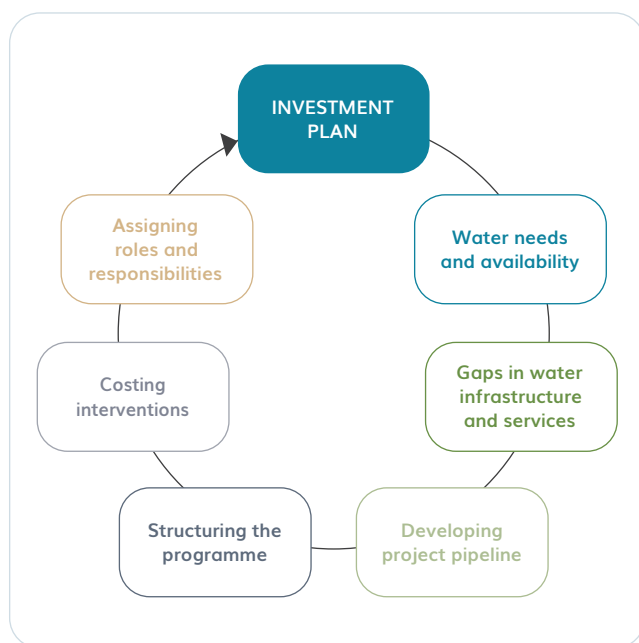 INVESTMENT
PLAN
Water needs
and availability
Gaps in water
infrastructure
and services
Developing
project pipeline
Structuring the
programme
Costing
interventions
Assigning
roles and
responsibilities